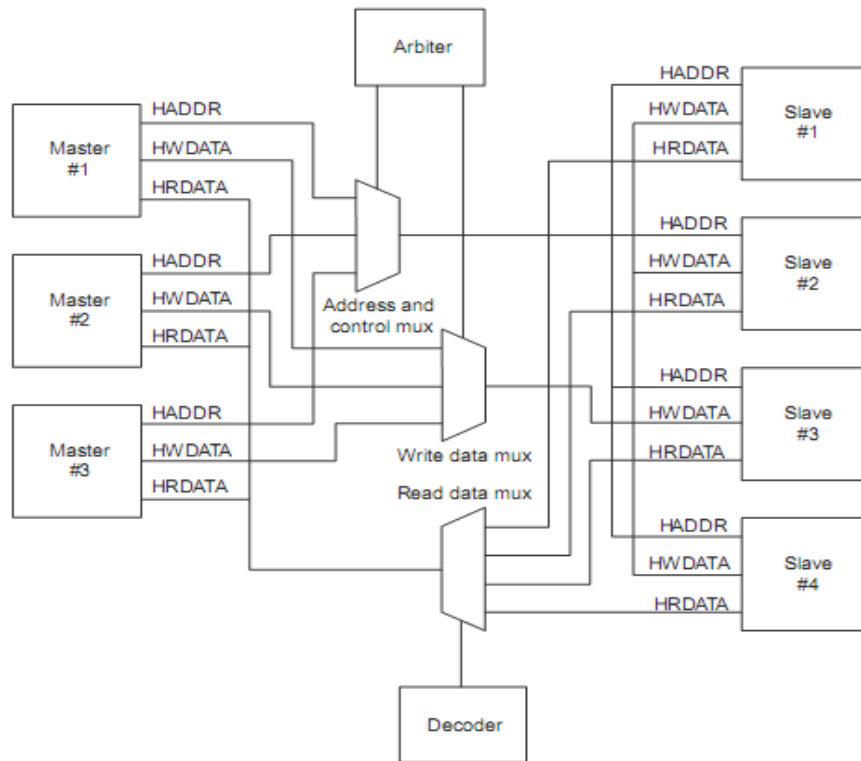 Arbiter
Master
#1
HADDR
HWDATA
HRDATA
Master
#2
HADDR
HWDATA
HRDATA
Master
#3
HADDR
HWDATA
HRDATA
Address and
control mux
Write data mux
Read data mux
HADDR
HWDATA
HRDATA
Slave
#1
HADDR
HWDATA
HRDATA
Slave
#2
HADDR
HWDATA
HRDATA
Slave
#3
HADDR
HWDATA
HRDATA
Slave
#4
Decoder